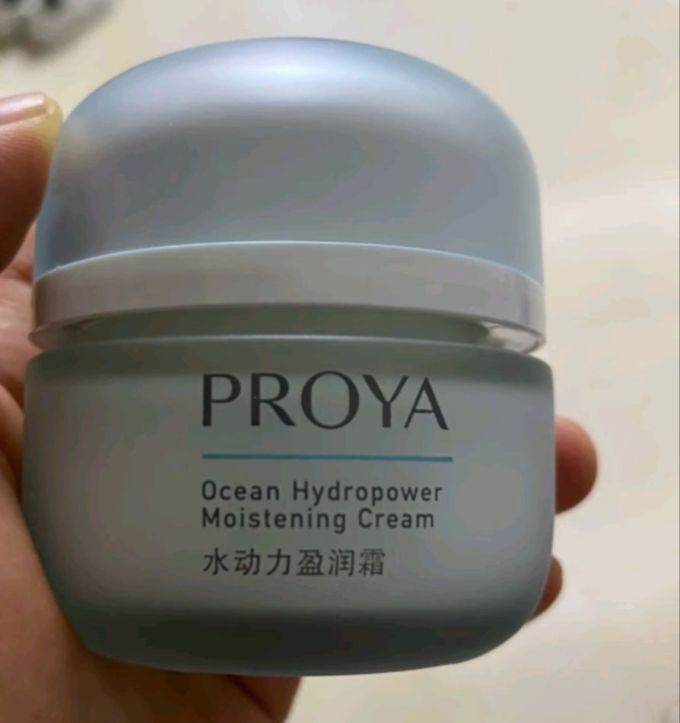 PROYA
Ocean Hydropower
Moistening Cream
水动力盈润霜